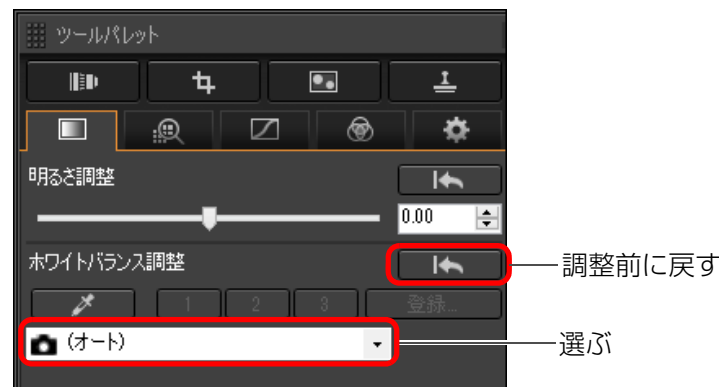 ツールパレット
明るさ調整
0.00
ホワイトバランス調整
調整前に戻す
1 2 3 登録...
(オート)
選ぶ